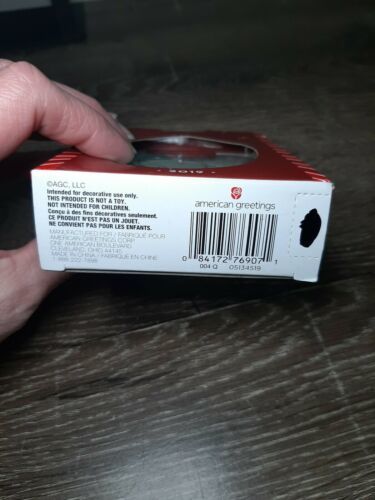 2019
©AGC, LLC
Intended for decorative use only.
THIS PRODUCT IS NOT A TOY.
NOT INTENDED FOR CHILDREN.
Conçu à des fins décoratives seulement.
CE PRODUIT N'EST PAS UN JOUET.
NE CONVIENT PAS POUR LES ENFANTS.
MANUFACTURED FOR / FABRIQUÉ POUR
AMERICAN GREETINGS CORP.
ONE AMERICAN BOULEVARD
CLEVELAND, OHIO 44145
MADE IN CHINA / FABRIQUÉ EN CHINE
american greetings
0 84172 76907 1
004-Q 05134519